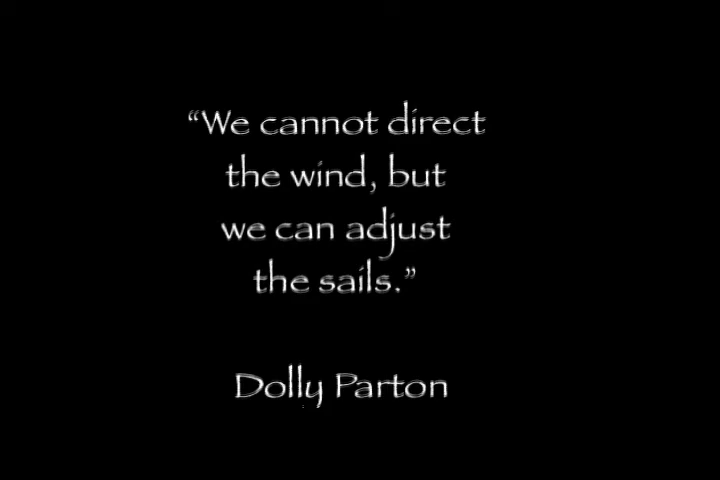 “We cannot direct
the wind, but
we can adjust
the sails.”
Dolly Parton